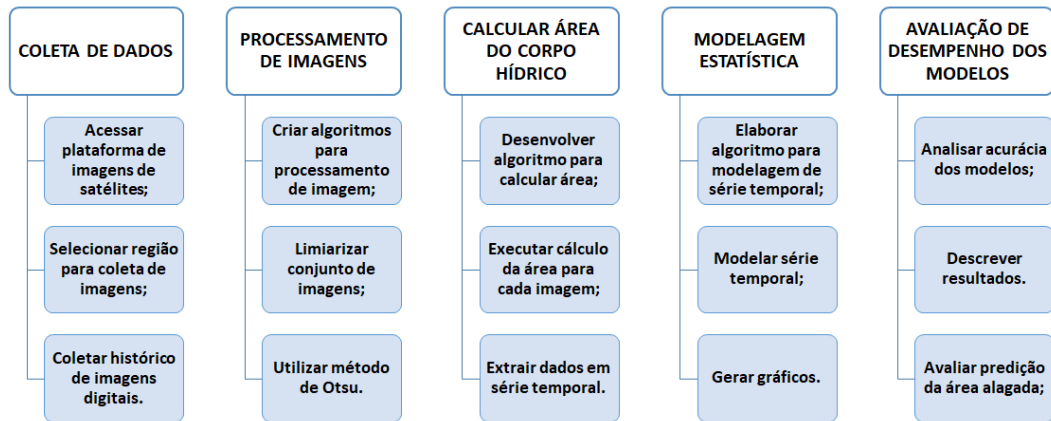 COLETA DE DADOS
Acessar
plataforma de
imagens de
satélites;
Selecionar região
para coleta de
imagens;
Coletar histórico
de imagens
digitais.
PROCESSAMENTO
DE IMAGENS
Criar algoritmos
para
processamento
de imagem;
Limiarizar
conjunto de
imagens;
Utilizar método
de Otsu.
CALCULAR ÁREA
DO CORPO
HÍDRICO
Desenvolver
algoritmo para
calcular área;
Executar cálculo
da área para
cada imagem;
Extrair dados em
série temporal.
MODELAGEM
ESTATÍSTICA
Elaborar
algoritmo para
modelagem de
série temporal;
Modelar série
temporal;
Gerar gráficos.
AVALIAÇÃO DE
DESEMPENHO DOS
MODELOS
Analisar acurácia
dos modelos;
Descrever
resultados.
Avaliar predição
da área alagada;